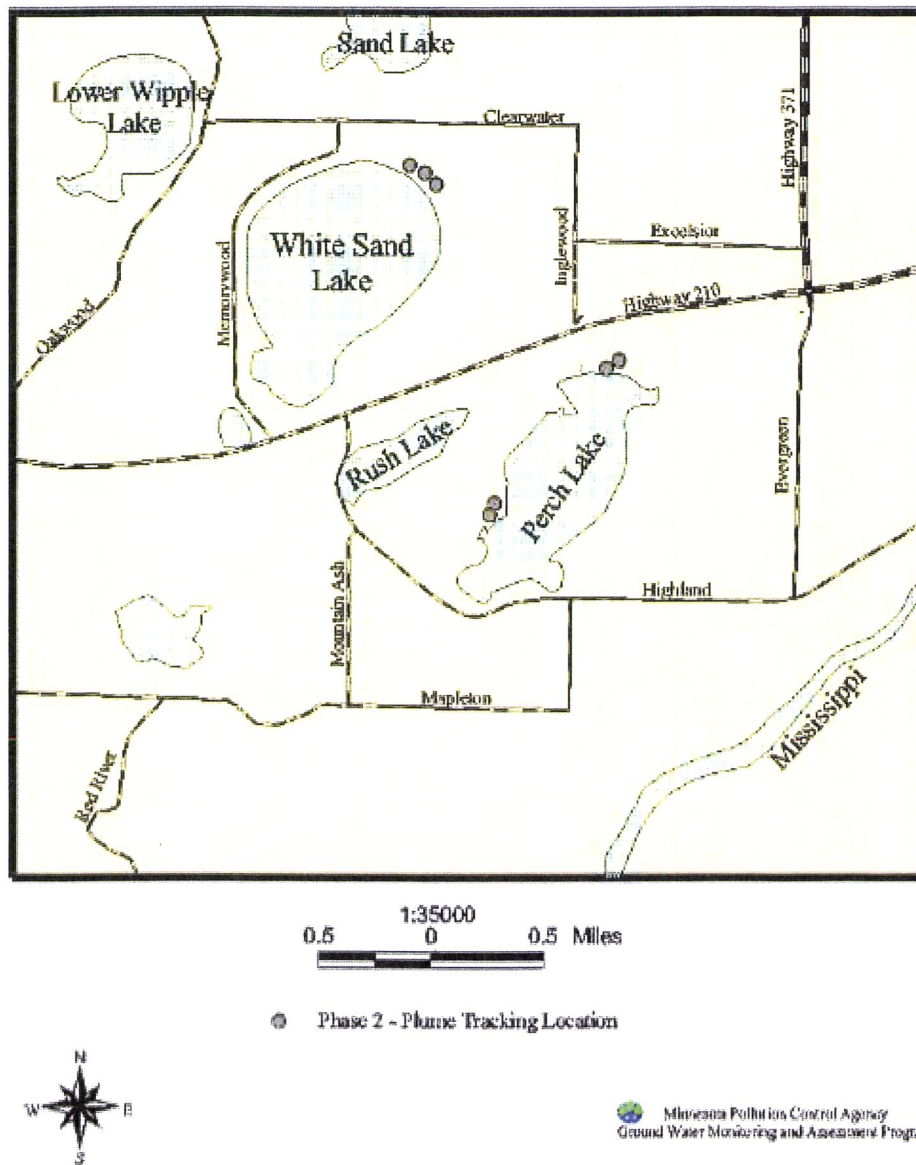 Sand Lake
Lower Wipple
Lake
Clearwater
Highway 371
White Sand
Lake
Excelsior
Inglewood
Highway 210
Memorywood
Oakwood
Rush Lake
Perch Lake
Evergreen
Highland
Mountain Ash
Mapleton
Mississippi
Red River
1:35000
0.5 0 0.5 Miles
Phase 2 - Plume Tracking Location
N
W E
S
Minnesota Pollution Control Agency
Ground Water Monitoring and Assessment Progr